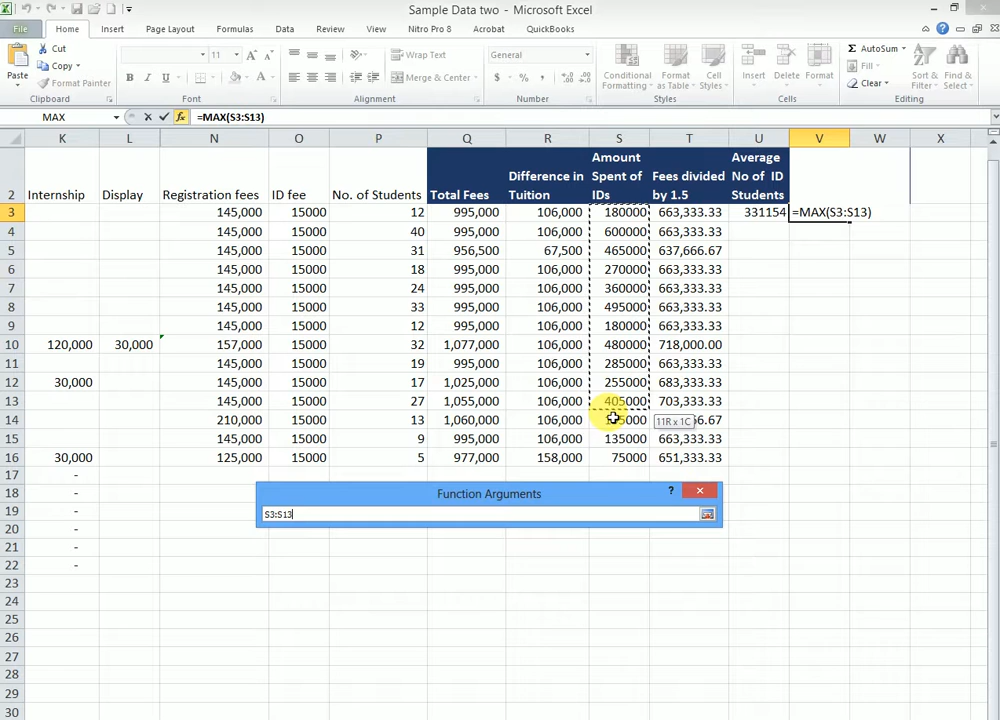 Sample Data two - Microsoft Excel
File Home Insert Page Layout Formulas Data Review View Nitro Pro 8 Acrobat QuickBooks
Paste
Cut
Copy
Format Painter
11 A A
B I U A
Wrap Text
Merge & Center
General
$ % ,
Conditional Formatting
Format as Table
Cell Styles
Insert
Delete
Format
Σ AutoSum
Fill
Clear
Sort & Filter
Find & Select
Clipboard Font Alignment Number Styles Cells Editing
MAX fx =MAX(S3:S13)
K L N O P Q R S T U V W X
2 Internship Display Registration fees ID fee No. of Students Total Fees Difference in Tuition Amount Spent of IDs Fees divided by 1.5 Average No of ID Students
3 145,000 15000 12 995,000 106,000 180000 663,333.33 331154 =MAX(S3:S13)
4 145,000 15000 40 995,000 106,000 600000 663,333.33
5 145,000 15000 31 956,500 67,500 465000 637,666.67
6 145,000 15000 18 995,000 106,000 270000 663,333.33
7 145,000 15000 24 995,000 106,000 360000 663,333.33
8 145,000 15000 33 995,000 106,000 495000 663,333.33
9 145,000 15000 12 995,000 106,000 180000 663,333.33
10 120,000 30,000 157,000 15000 32 1,077,000 106,000 480000 718,000.00
11 145,000 15000 19 995,000 106,000 285000 663,333.33
12 30,000 145,000 15000 17 1,025,000 106,000 255000 683,333.33
13 145,000 15000 27 1,055,000 106,000 405000 703,333.33
14 210,000 15000 13 1,060,000 106,000 11R x 1C 6.67
15 145,000 15000 9 995,000 106,000 135000 663,333.33
16 30,000 125,000 15000 5 977,000 158,000 75000 651,333.33
17 -
18 -
19 -
20 -
21 -
22 -
23
24
25
26
27
28
29
30
Function Arguments ?
S3:S13